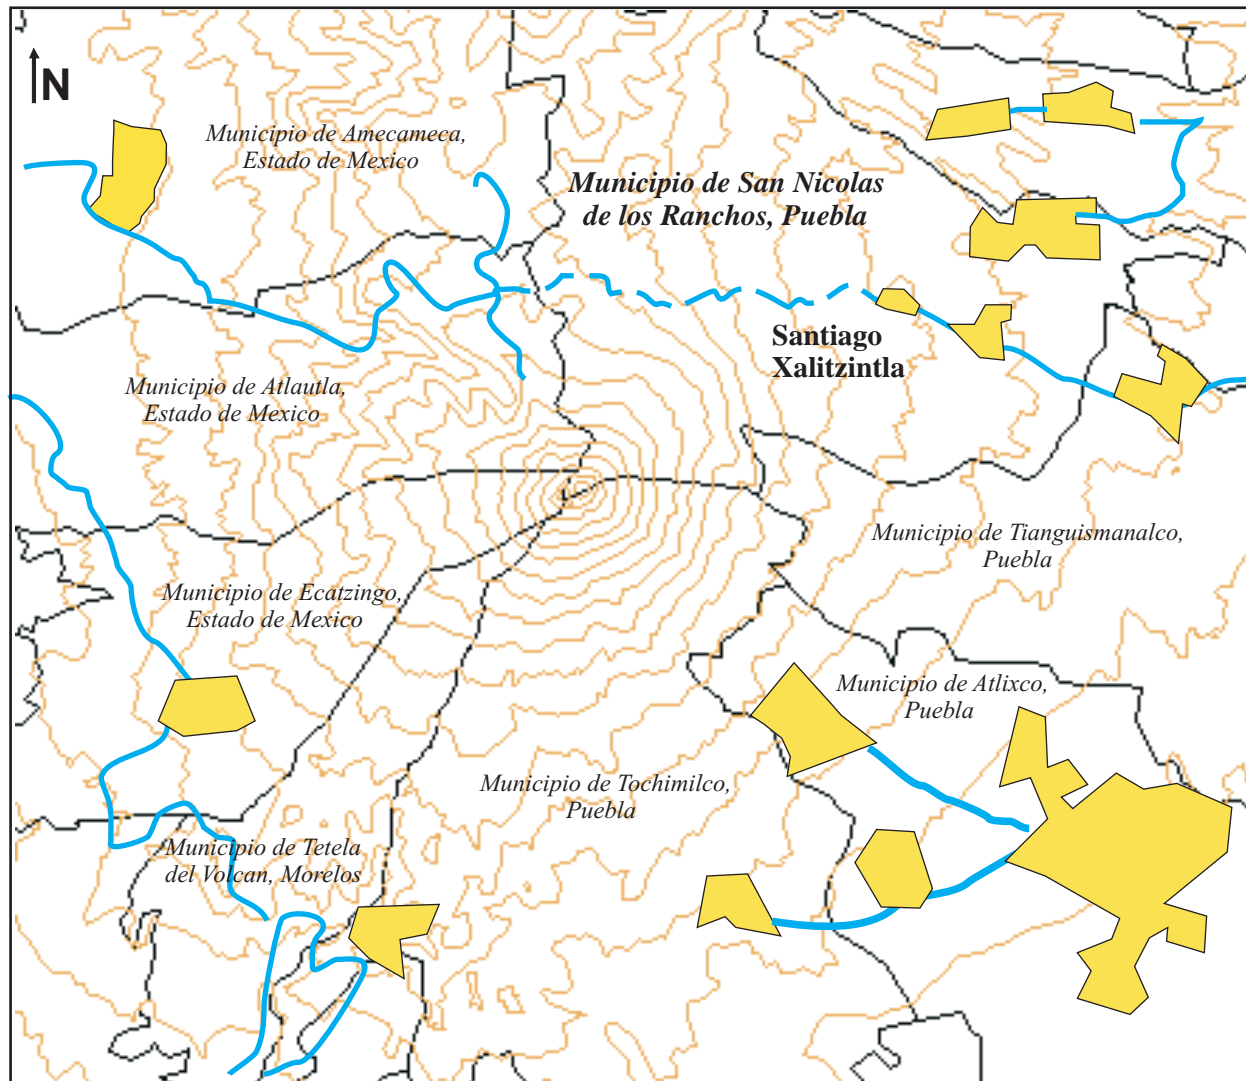 N
Municipio de Amecameca,
Estado de Mexico
Municipio de San Nicolas
de los Ranchos, Puebla
Santiago
Xalitzintla
Municipio de Atlautla,
Estado de Mexico
Municipio de Tianguismanalco,
Puebla
Municipio de Ecatzingo,
Estado de Mexico
Municipio de Atlixco,
Puebla
Municipio de Tochimilco,
Puebla
Municipio de Tetela
del Volcan, Morelos